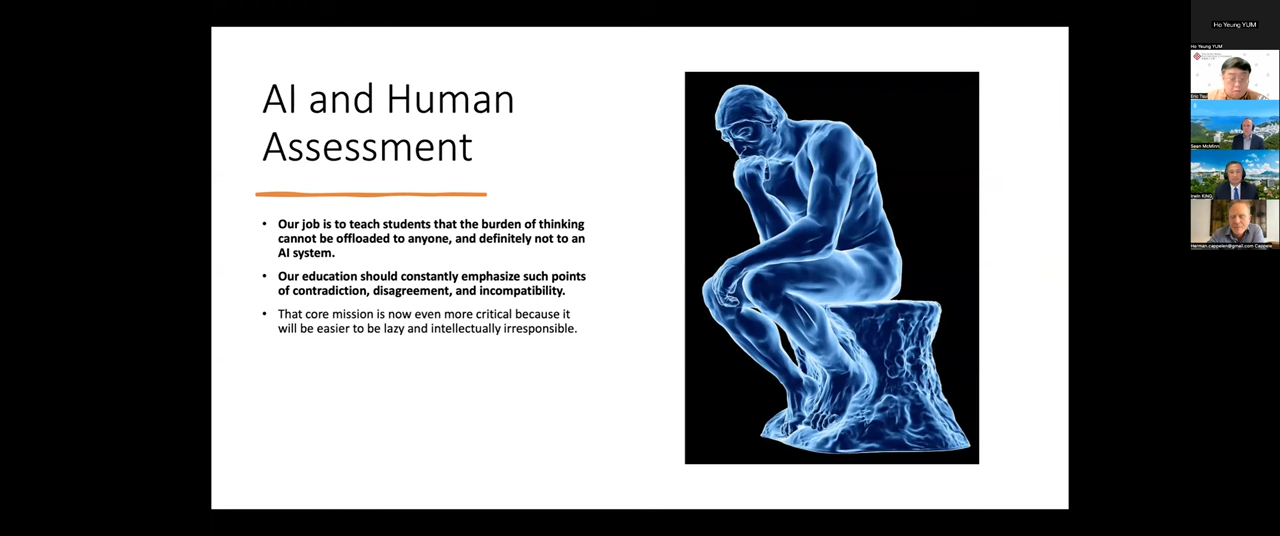 AI and Human
Assessment
• Our job is to teach students that the burden of thinking
cannot be offloaded to anyone, and definitely not to an
AI system.
• Our education should constantly emphasize such points
of contradiction, disagreement, and incompatibility.
• That core mission is now even more critical because it
will be easier to be lazy and intellectually irresponsible.
Ho Yeung YUM
Ho Yeung YUM
Eric Tsui
Sean McMinn
Irwin KING
Herman.cappelen@gmail.com Cappele